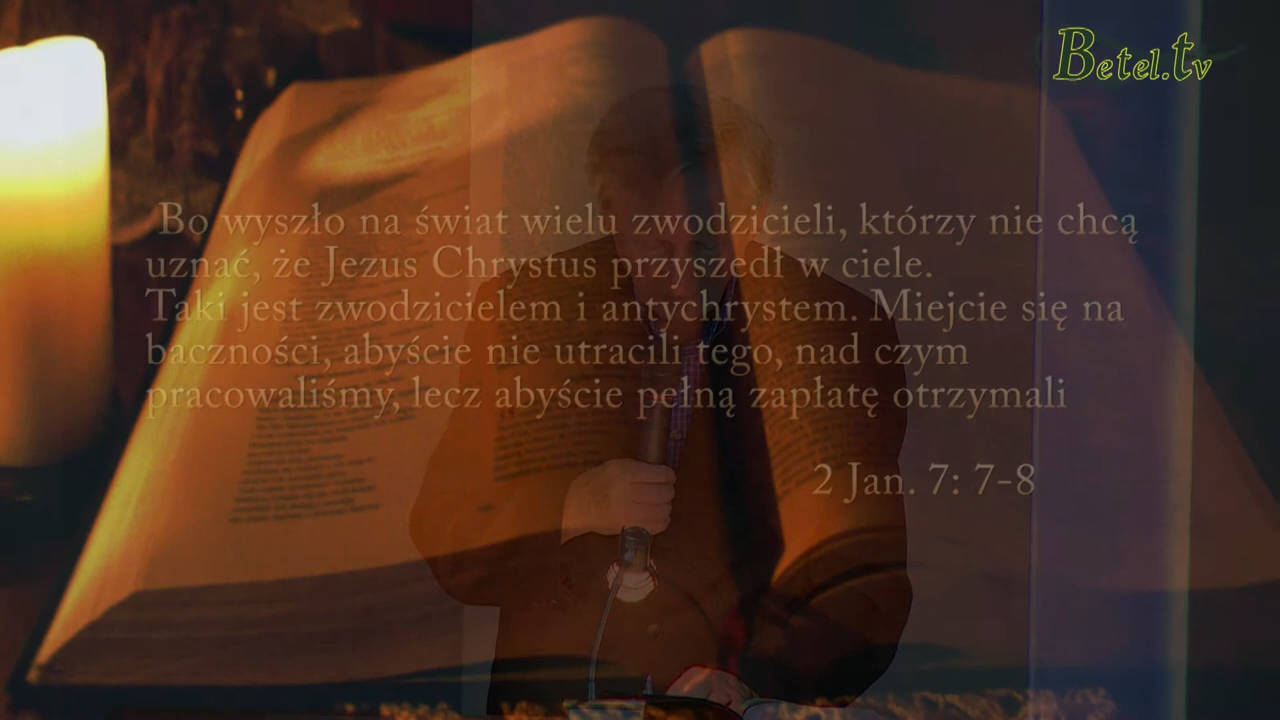 Betel.tv
Bo wyszło na świat wielu zwodzicieli, którzy nie chcą
uznać, że Jezus Chrystus przyszedł w ciele.
Taki jest zwodzicielem i antychrystem. Miejcie się na
baczności, abyście nie utracili tego, nad czym
pracowaliśmy, lecz abyście pełną zapłatę otrzymali
2 Jan. 7: 7-8